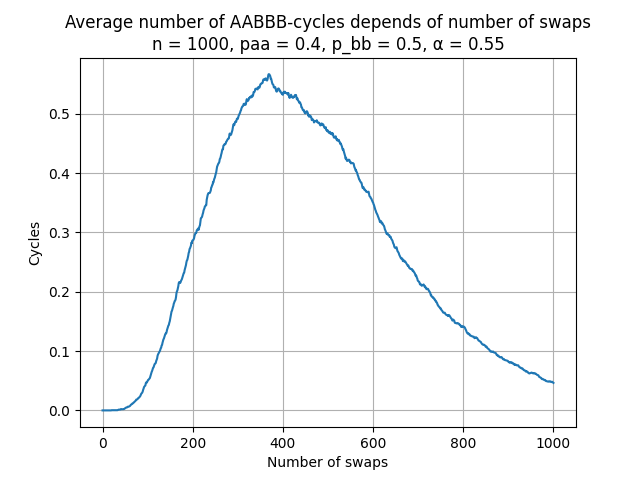 Average number of AABBB-cycles depends of number of swaps
n = 1000, paa = 0.4, p_bb = 0.5, α = 0.55
Cycles
0.5
0.4
0.3
0.2
0.1
0.0
0 200 400 600 800 1000
Number of swaps